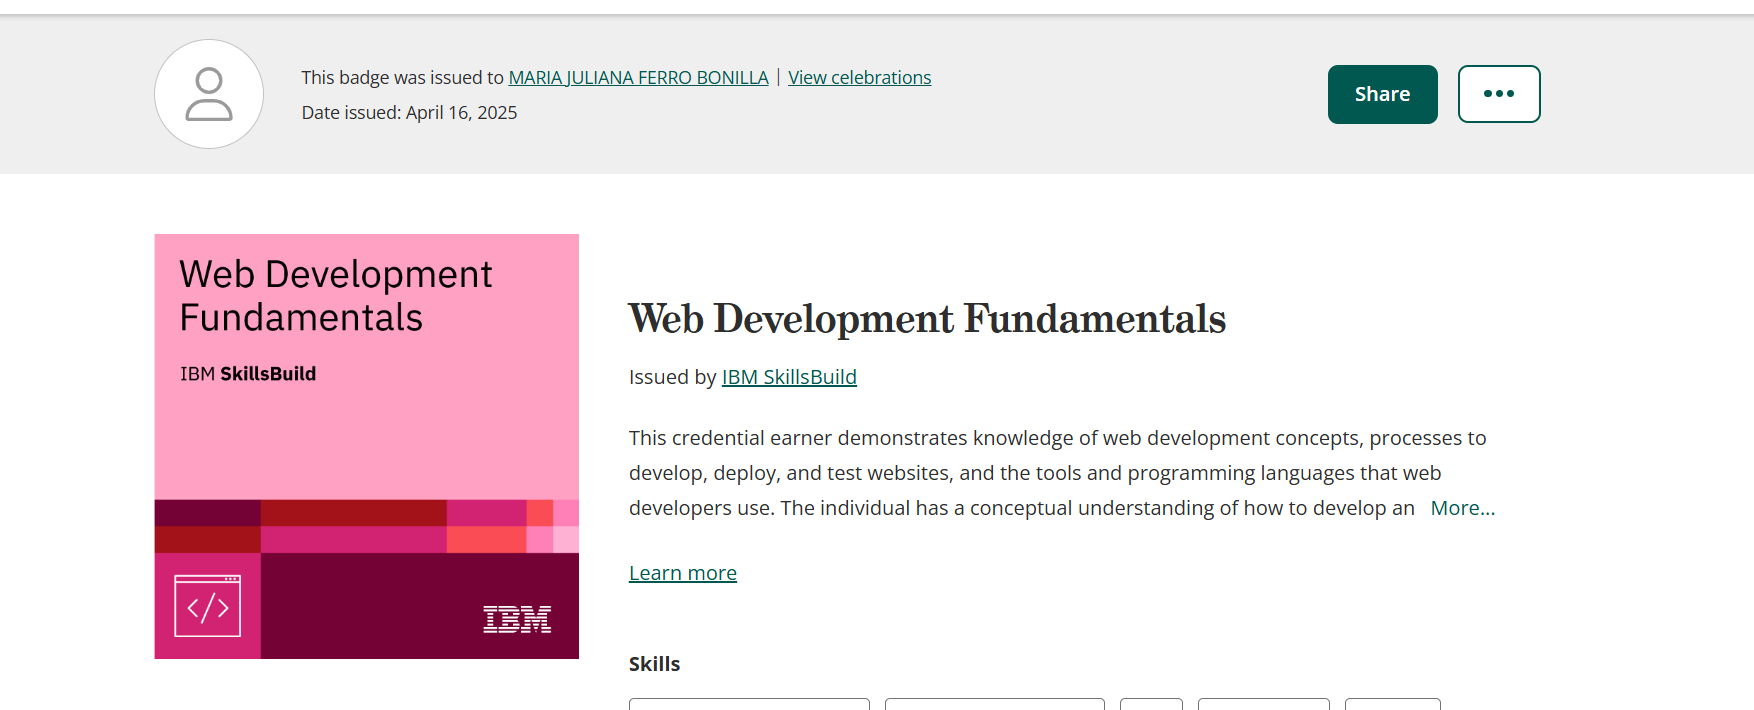 This badge was issued to MARIA JULIANA FERRO BONILLA | View celebrations
Date issued: April 16, 2025
Share
•••
Web Development
Fundamentals
IBM SkillsBuild
</>
IBM
Web Development Fundamentals
Issued by IBM SkillsBuild
This credential earner demonstrates knowledge of web development concepts, processes to
develop, deploy, and test websites, and the tools and programming languages that web
developers use. The individual has a conceptual understanding of how to develop an More...
Learn more
Skills